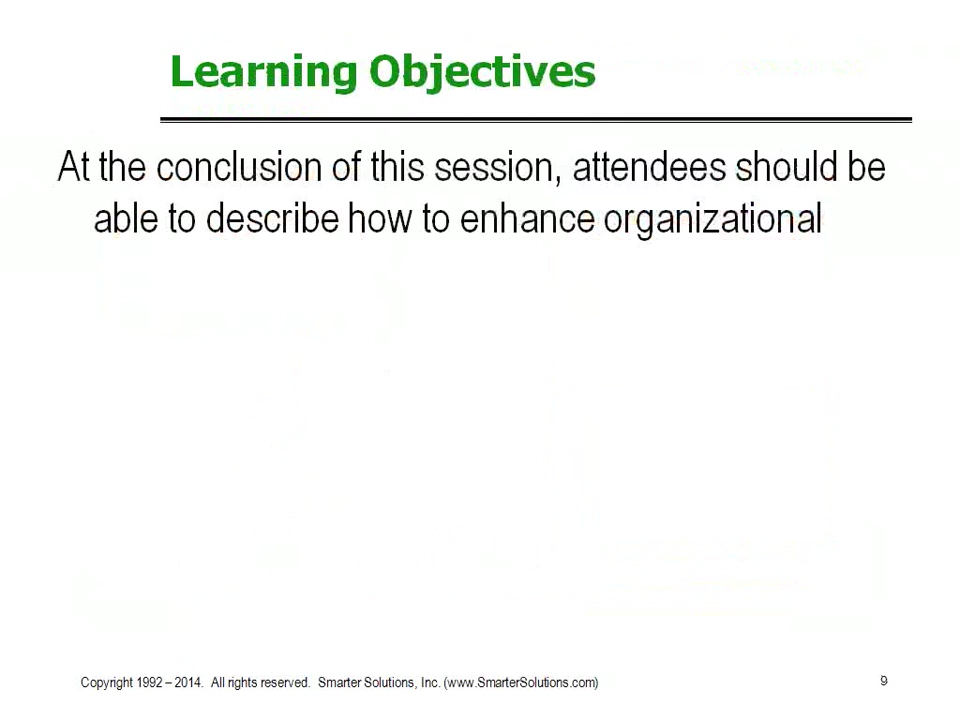 Learning Objectives
At the conclusion of this session, attendees should be
able to describe how to enhance organizational
Copyright 1992 – 2014.  All rights reserved.  Smarter Solutions, Inc. (www.SmarterSolutions.com)
9